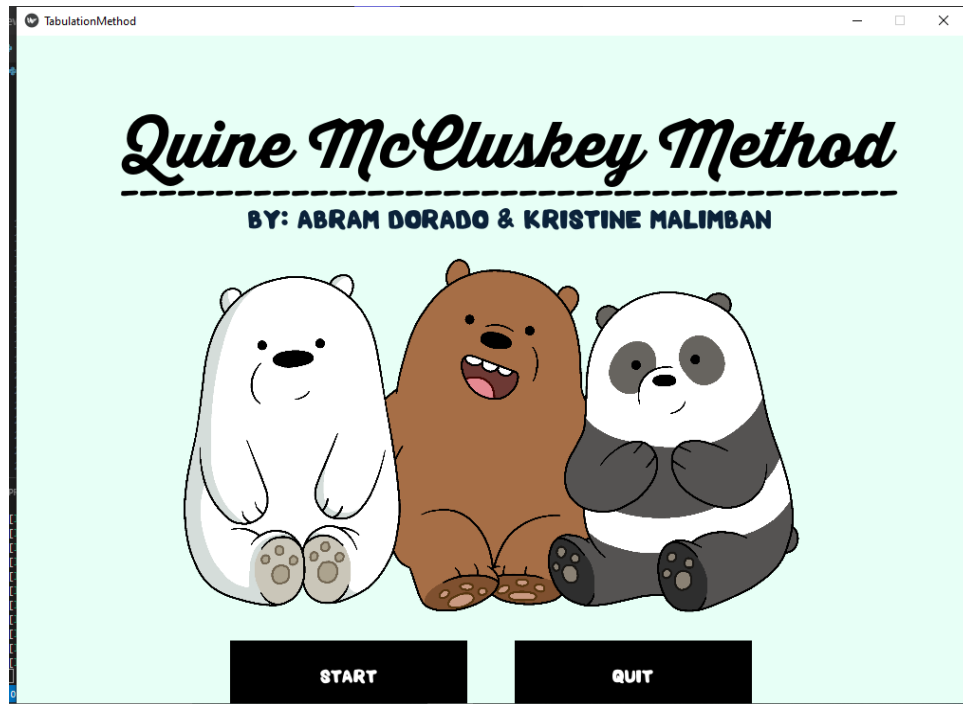 TabulationMethod
Quine McCluskey Method
BY: ABRAM DORADO & KRISTINE MALIMBAN
START
QUIT